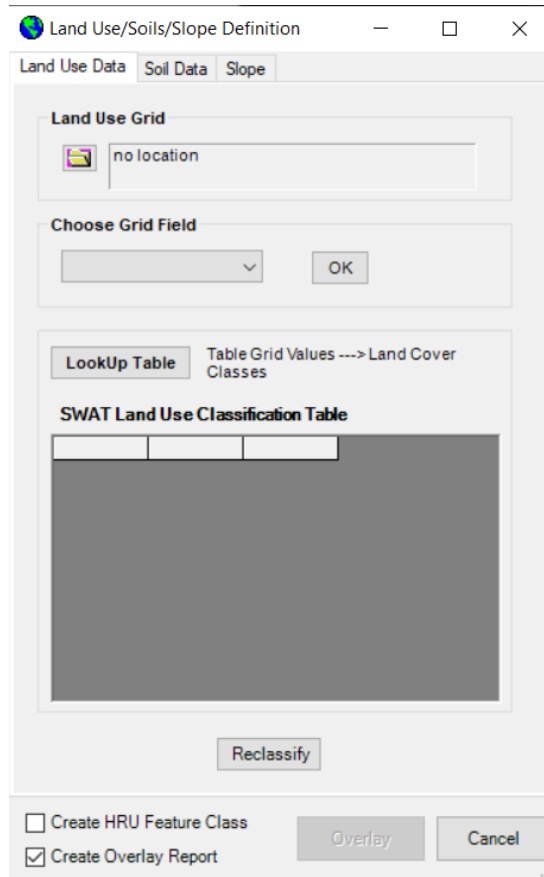 Land Use/Soils/Slope Definition
Land Use Data Soil Data Slope
Land Use Grid
no location
Choose Grid Field
OK
LookUp Table
Table Grid Values ---> Land Cover
Classes
SWAT Land Use Classification Table
Reclassify
Create HRU Feature Class
Create Overlay Report
Overlay
Cancel